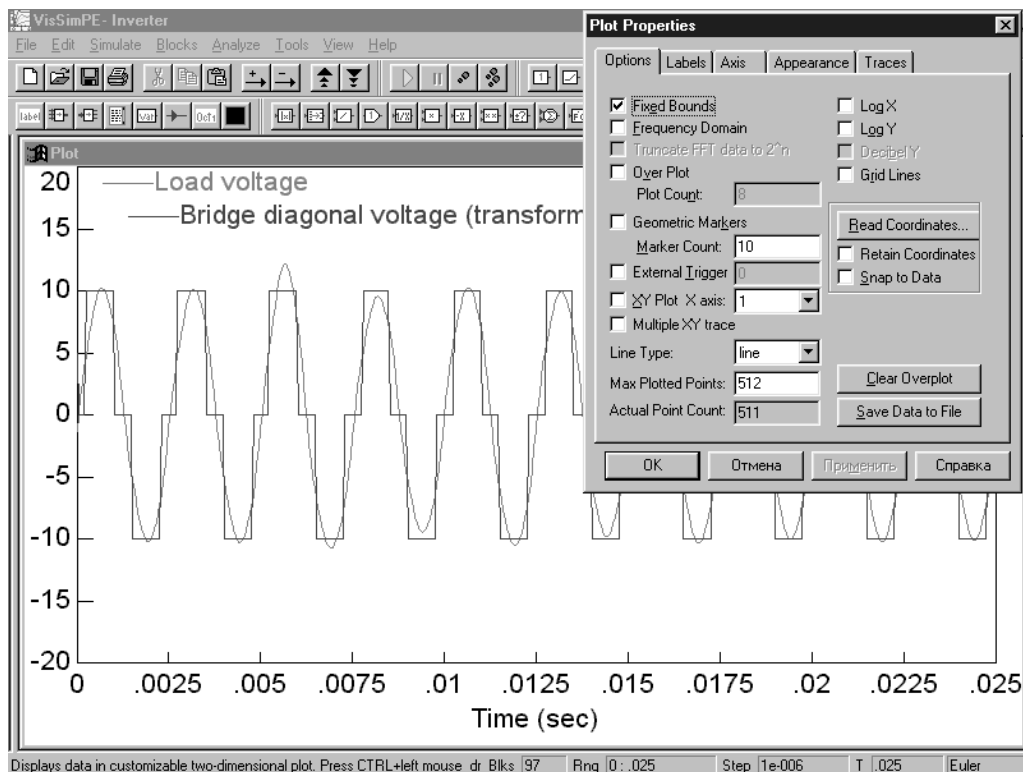 VisSimPE- Inverter
File Edit Simulate Blocks Analyze Tools View Help
label
var
1/X
Plot
20
15
10
5
0
-5
-10
-15
-20
Load voltage
Bridge diagonal voltage (transform
0 .0025 .005 .0075 .01 .0125 .015 .0175 .02 .0225 .025
Time (sec)
Plot Properties
Options Labels Axis Appearance Traces
Fixed Bounds
Frequency Domain
Truncate FFT data to 2^n
Over Plot
Plot Count: 8
Geometric Markers
Marker Count: 10
External Trigger 0
XY Plot X axis: 1
Multiple XY trace
Line Type: line
Max Plotted Points: 512
Actual Point Count: 511
Log X
Log Y
Decibel Y
Grid Lines
Read Coordinates...
Retain Coordinates
Snap to Data
Clear Overplot
Save Data to File
OK Отмена Применить Справка
Displays data in customizable two-dimensional plot. Press CTRL+left mouse dr Blks 97 Rng 0:.025 Step 1e-006 T .025 Euler